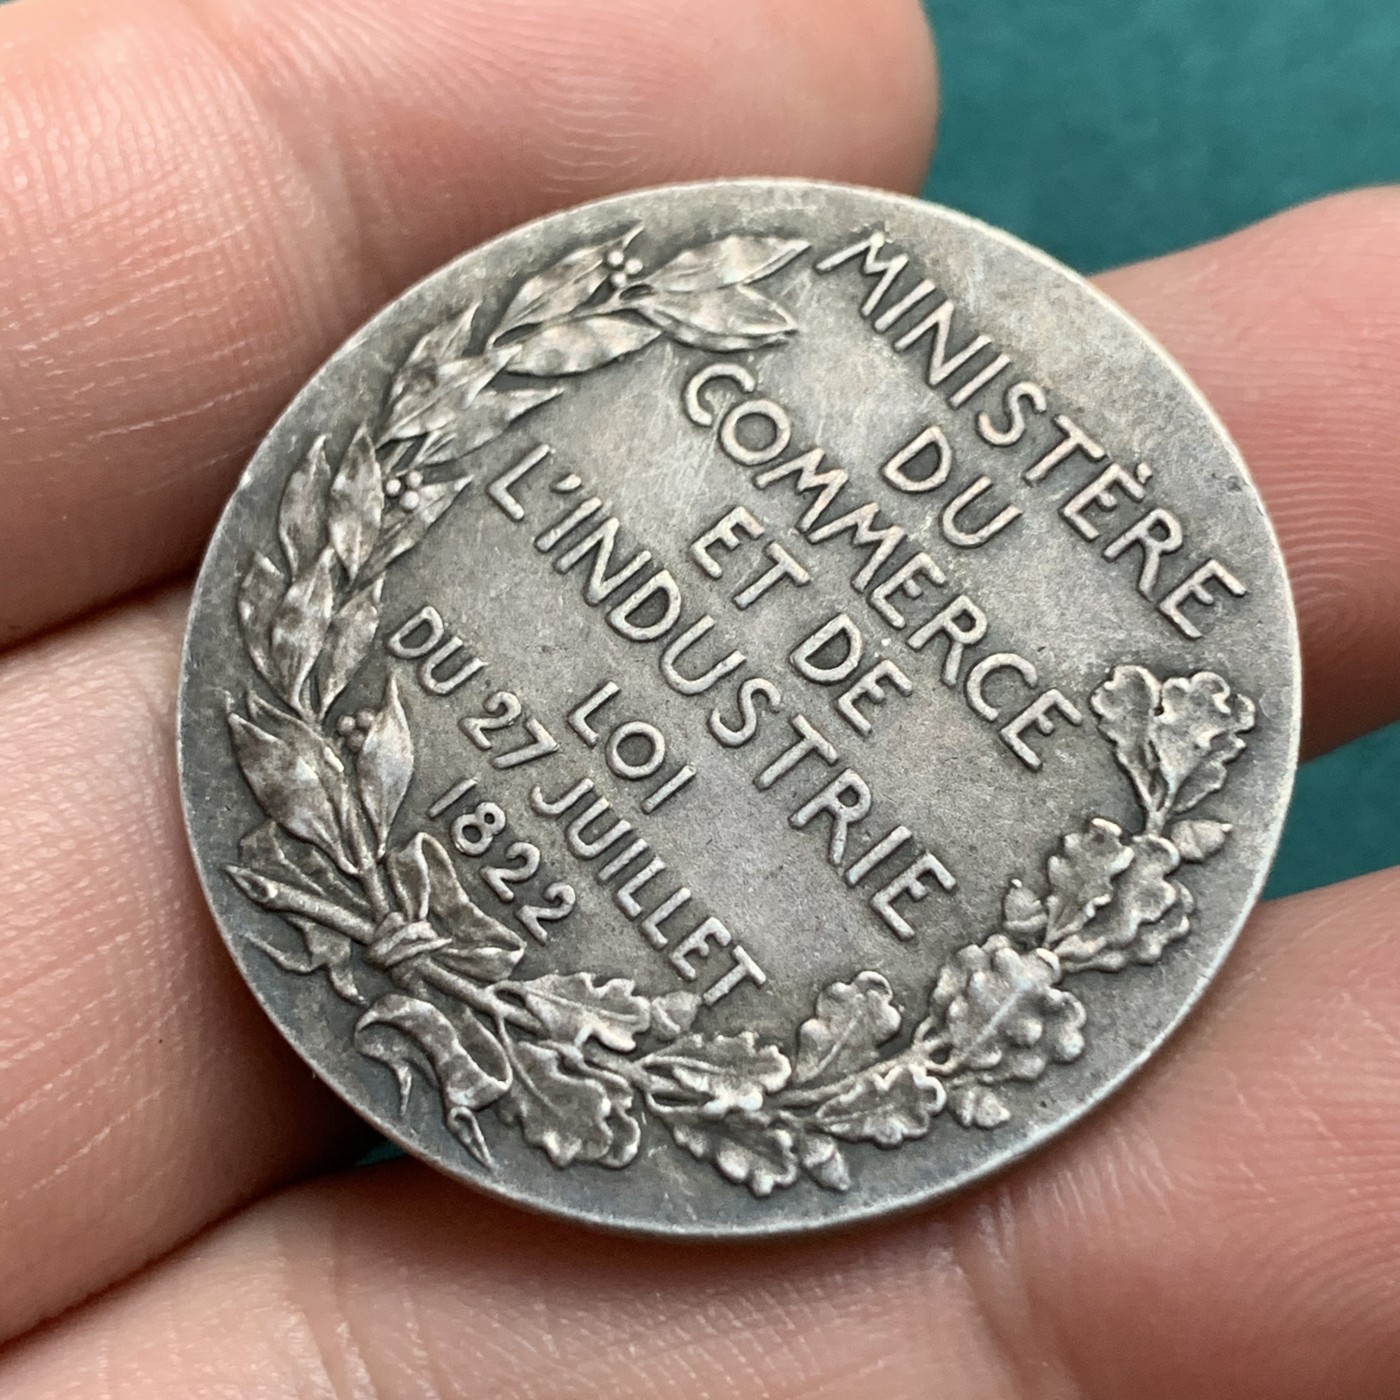 MINISTÈRE
DU
COMMERCE
ET DE
L'INDUSTRIE
LOI
DU 27 JUILLET
1822